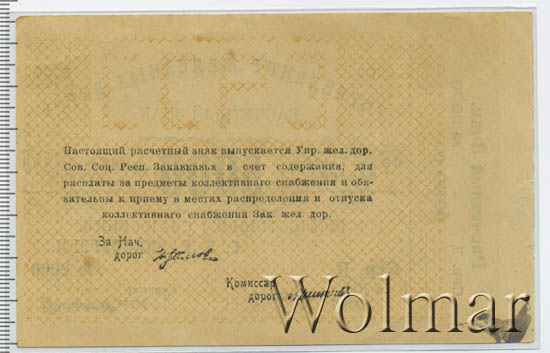 Настоящий расчетный знак выпускается Упр. жел. дор.
Сов. Соц. Респ. Закавказья в счет содержания, для
расплаты за предметы коллективнаго снабжения и обя-
зательны к приему в местах распределения и отпуска
коллективнаго снабжения Зак. жел. дор.
За Нач.
дорог
Комиссар
дорог
Wolmar